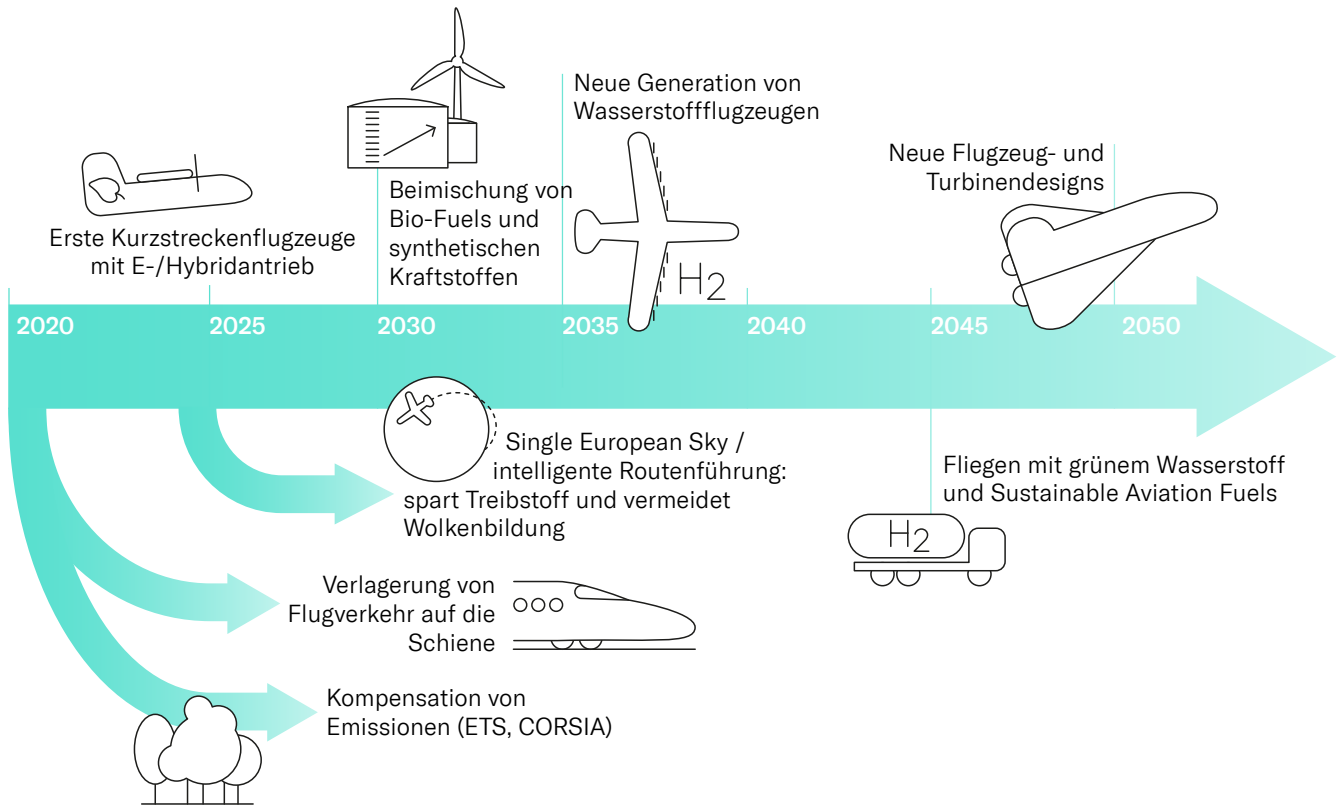 Neue Generation von
Wasserstoffflugzeugen
Neue Flugzeug- und
Turbinendesigns
Beimischung von
Bio-Fuels und
synthetischen
Kraftstoffen
Erste Kurzstreckenflugzeuge
mit E-/Hybridantrieb
H2
2020
2025
2030
2035
2040
2045
2050
Single European Sky /
intelligente Routenführung:
spart Treibstoff und vermeidet
Wolkenbildung
Fliegen mit grünem Wasserstoff
und Sustainable Aviation Fuels
H2
Verlagerung von
Flugverkehr auf die
Schiene
Kompensation von
Emissionen (ETS, CORSIA)